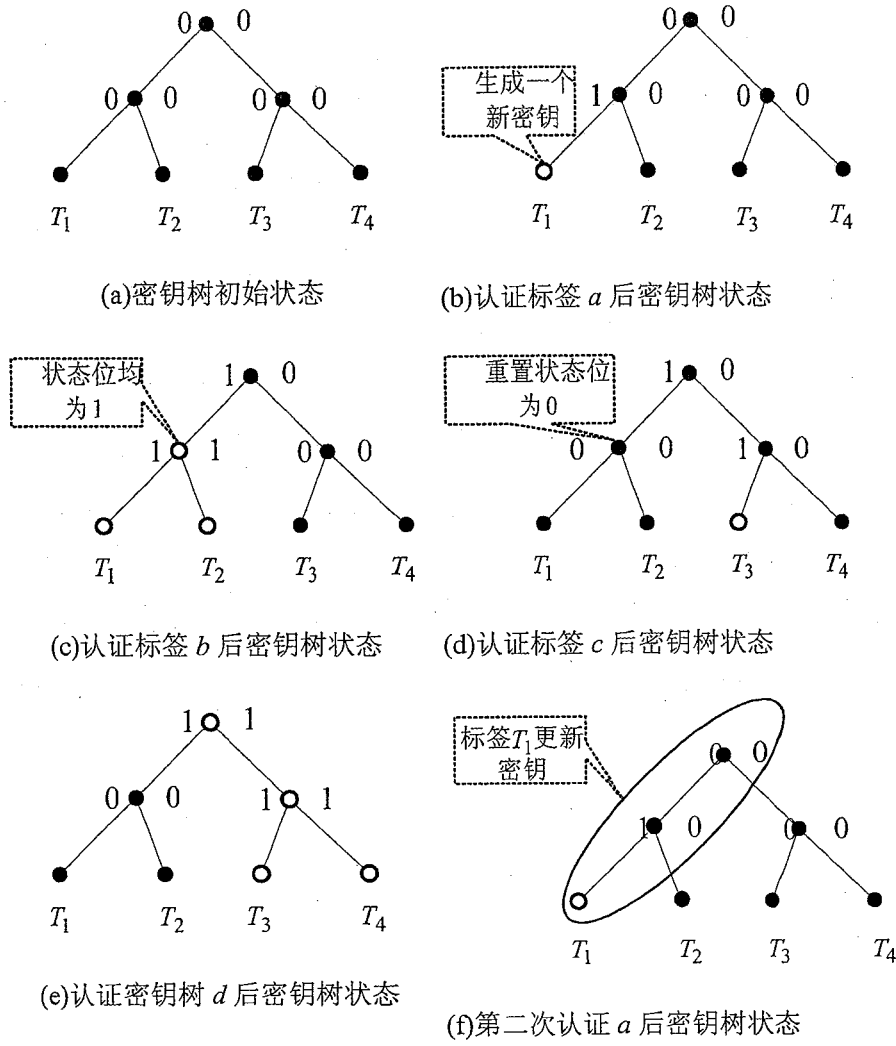 0 0
0 0 0 0
T1 T2 T3 T4
(a)密钥树初始状态
0 0
生成一个
新密钥
1 0 0 0
T1 T2 T3 T4
(b)认证标签 a 后密钥树状态
状态位均
为1
1 0
1 1 0 0
T1 T2 T3 T4
(c)认证标签 b 后密钥树状态
重置状态位
为0
1 0
0 0 1 0
T1 T2 T3 T4
(d)认证标签 c 后密钥树状态
1 1
0 0 1 1
T1 T2 T3 T4
(e)认证密钥树 d 后密钥树状态
标签T1更新
密钥
0 0
1 0 0 0
T1 T2 T3 T4
(f)第二次认证 a 后密钥树状态